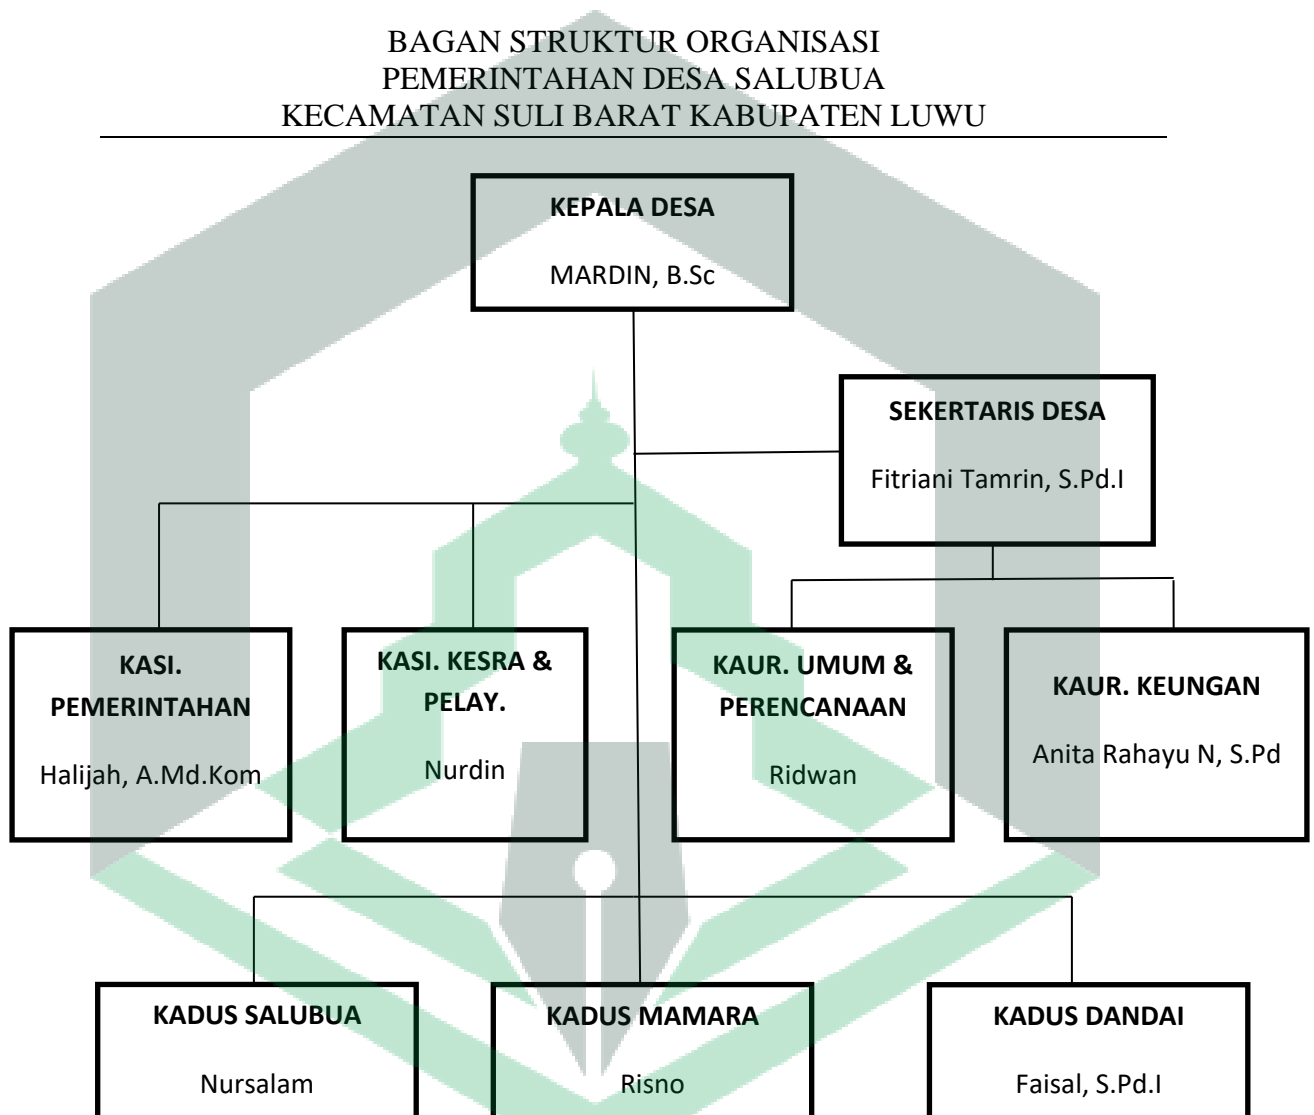 BAGAN STRUKTUR ORGANISASI
PEMERINTAHAN DESA SALUBUA
KECAMATAN SULI BARAT KABUPATEN LUWU
KEPALA DESA
MARDIN, B.Sc
SEKERTARIS DESA
Fitriani Tamrin, S.Pd.I
KASI.
PEMERINTAHAN
Halijah, A.Md.Kom
KASI. KESRA &
PELAY.
Nurdin
KAUR. UMUM &
PERENCANAAN
Ridwan
KAUR. KEUNGAN
Anita Rahayu N, S.Pd
KADUS SALUBUA
Nursalam
KADUS MAMARA
Risno
KADUS DANDAI
Faisal, S.Pd.I